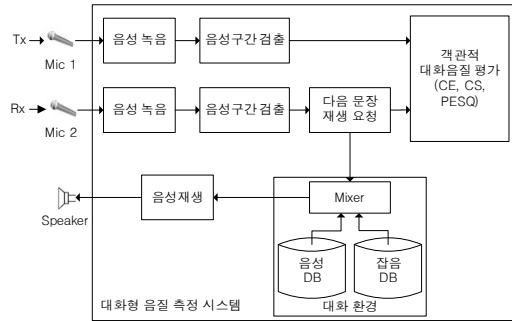 Tx
Mic 1
음성 녹음
음성구간 검출
객관적
대화음질 평가
(CE, CS,
PESQ)
Rx
Mic 2
음성 녹음
음성구간 검출
다음 문장
재생 요청
Speaker
음성재생
Mixer
음성
DB
잡음
DB
대화형 음질 측정 시스템
대화 환경